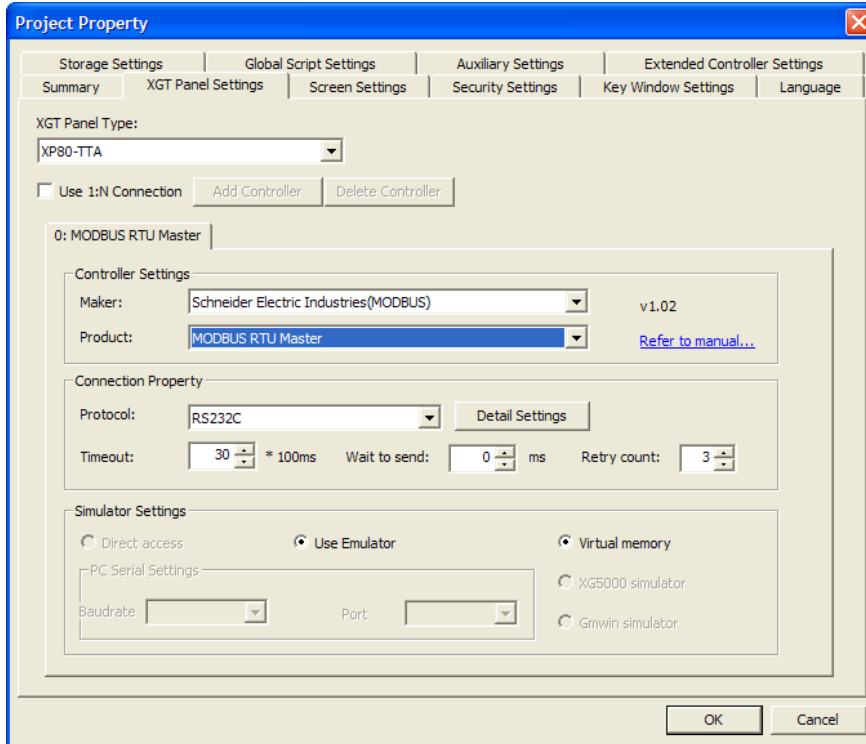 Project Property
Storage Settings Global Script Settings Auxiliary Settings Extended Controller Settings
Summary XGT Panel Settings Screen Settings Security Settings Key Window Settings Language
XGT Panel Type:
XP80-TTA
Use 1:N Connection Add Controller Delete Controller
0: MODBUS RTU Master
Controller Settings
Maker: Schneider Electric Industries(MODBUS) v1.02
Product: MODBUS RTU Master Refer to manual...
Connection Property
Protocol: RS232C Detail Settings
Timeout: 30 * 100ms Wait to send: 0 ms Retry count: 3
Simulator Settings
Direct access Use Emulator Virtual memory
PC Serial Settings
XG5000 simulator
Baudrate Port
Gmwin simulator
OK Cancel